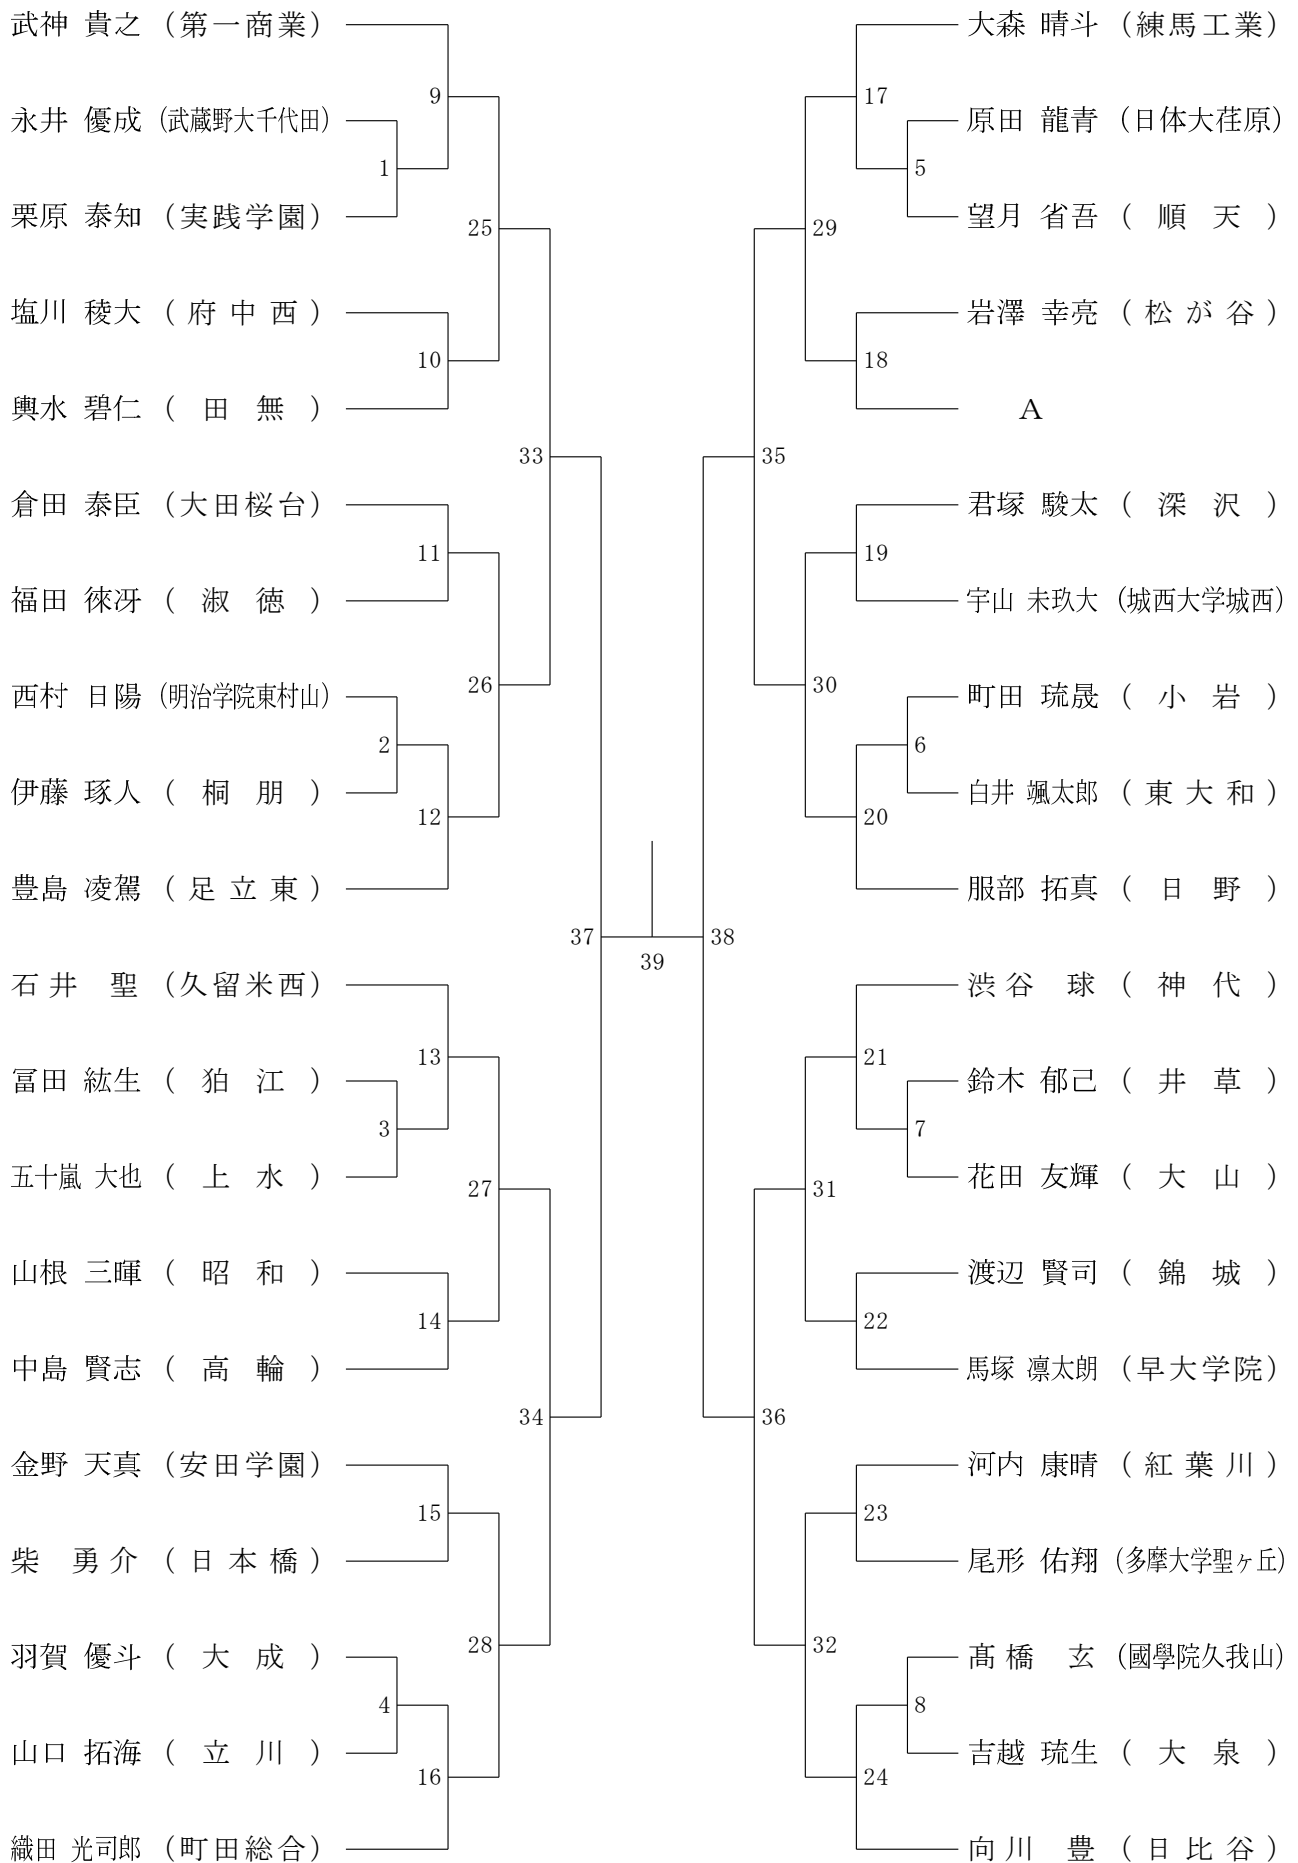 武神 貴之 (第一商業)
9
永井 優成 (武蔵野大千代田)
1
栗原 泰知 (実践学園)
25
塩川 稜大 (府中西)
10
輿水 碧仁 (田無)
33
倉田 泰臣 (大田桜台)
11
福田 徠冴 (淑徳)
26
西村 日陽 (明治学院東村山)
2
伊藤 琢人 (桐朋)
12
豊島 凌駕 (足立東)
37
石井 聖 (久留米西)
13
冨田 紘生 (狛江)
3
五十嵐 大也 (上水)
27
山根 三暉 (昭和)
14
中島 賢志 (高輪)
34
金野 天真 (安田学園)
15
柴 勇介 (日本橋)
28
羽賀 優斗 (大成)
4
山口 拓海 (立川)
16
織田 光司郎 (町田総合)
39
大森 晴斗 (練馬工業)
17
原田 龍青 (日体大荏原)
5
望月 省吾 (順天)
29
岩澤 幸亮 (松が谷)
18
A
35
君塚 駿太 (深沢)
19
宇山 未玖大 (城西大学城西)
30
町田 琉晟 (小岩)
6
白井 颯太郎 (東大和)
20
服部 拓真 (日野)
38
渋谷 球 (神代)
21
鈴木 郁己 (井草)
7
花田 友輝 (大山)
31
渡辺 賢司 (錦城)
22
馬塚 凛太朗 (早大学院)
36
河内 康晴 (紅葉川)
23
尾形 佑翔 (多摩大学聖ヶ丘)
32
髙橋 玄 (國學院久我山)
8
吉越 琉生 (大泉)
24
向川 豊 (日比谷)